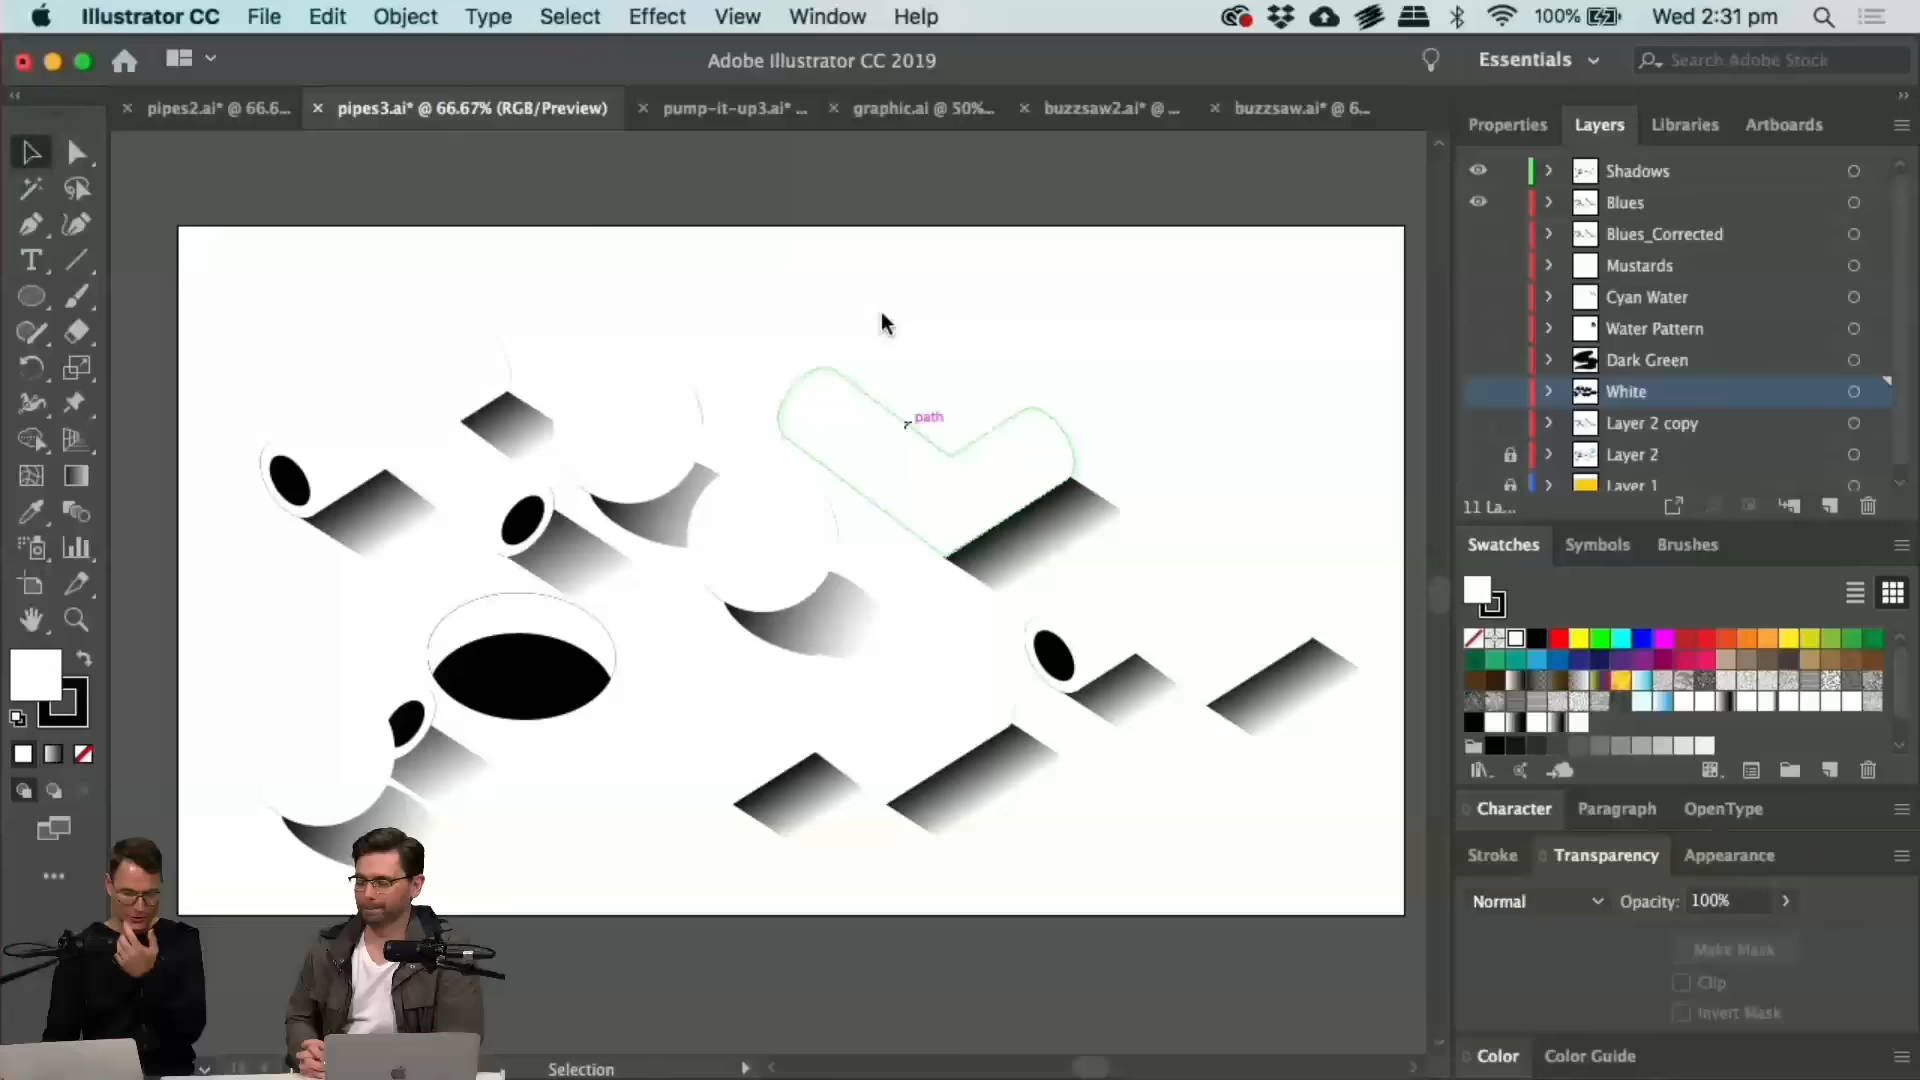 Illustrator CC File Edit Object Type Select Effect View Window Help 100% Wed 2:31 pm
Adobe Illustrator CC 2019 Essentials Search Adobe Stock
pipes2.ai* @ 66.6... pipes3.ai* @ 66.67% (RGB/Preview) pump-it-up3.ai* ... graphic.ai @ 50%... buzzsaw2.ai* @ ... buzzsaw.ai* @ 6...
Properties Layers Libraries Artboards
Shadows
Blues
Blues_Corrected
Mustards
Cyan Water
Water Pattern
Dark Green
White
Layer 2 copy
Layer 2
Layer 1
11 La...
path
Swatches Symbols Brushes
Character Paragraph OpenType
Stroke Transparency Appearance
Normal Opacity: 100%
Make Mask
Clip
Invert Mask
Color Color Guide
Selection